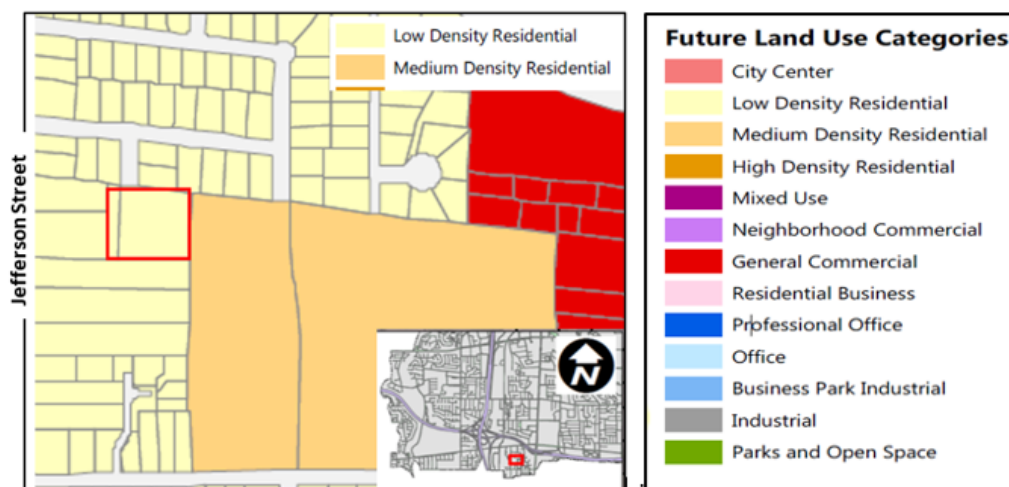 Low Density Residential
Medium Density Residential
Jefferson Street
N
Future Land Use Categories
City Center
Low Density Residential
Medium Density Residential
High Density Residential
Mixed Use
Neighborhood Commercial
General Commercial
Residential Business
Professional Office
Office
Business Park Industrial
Industrial
Parks and Open Space